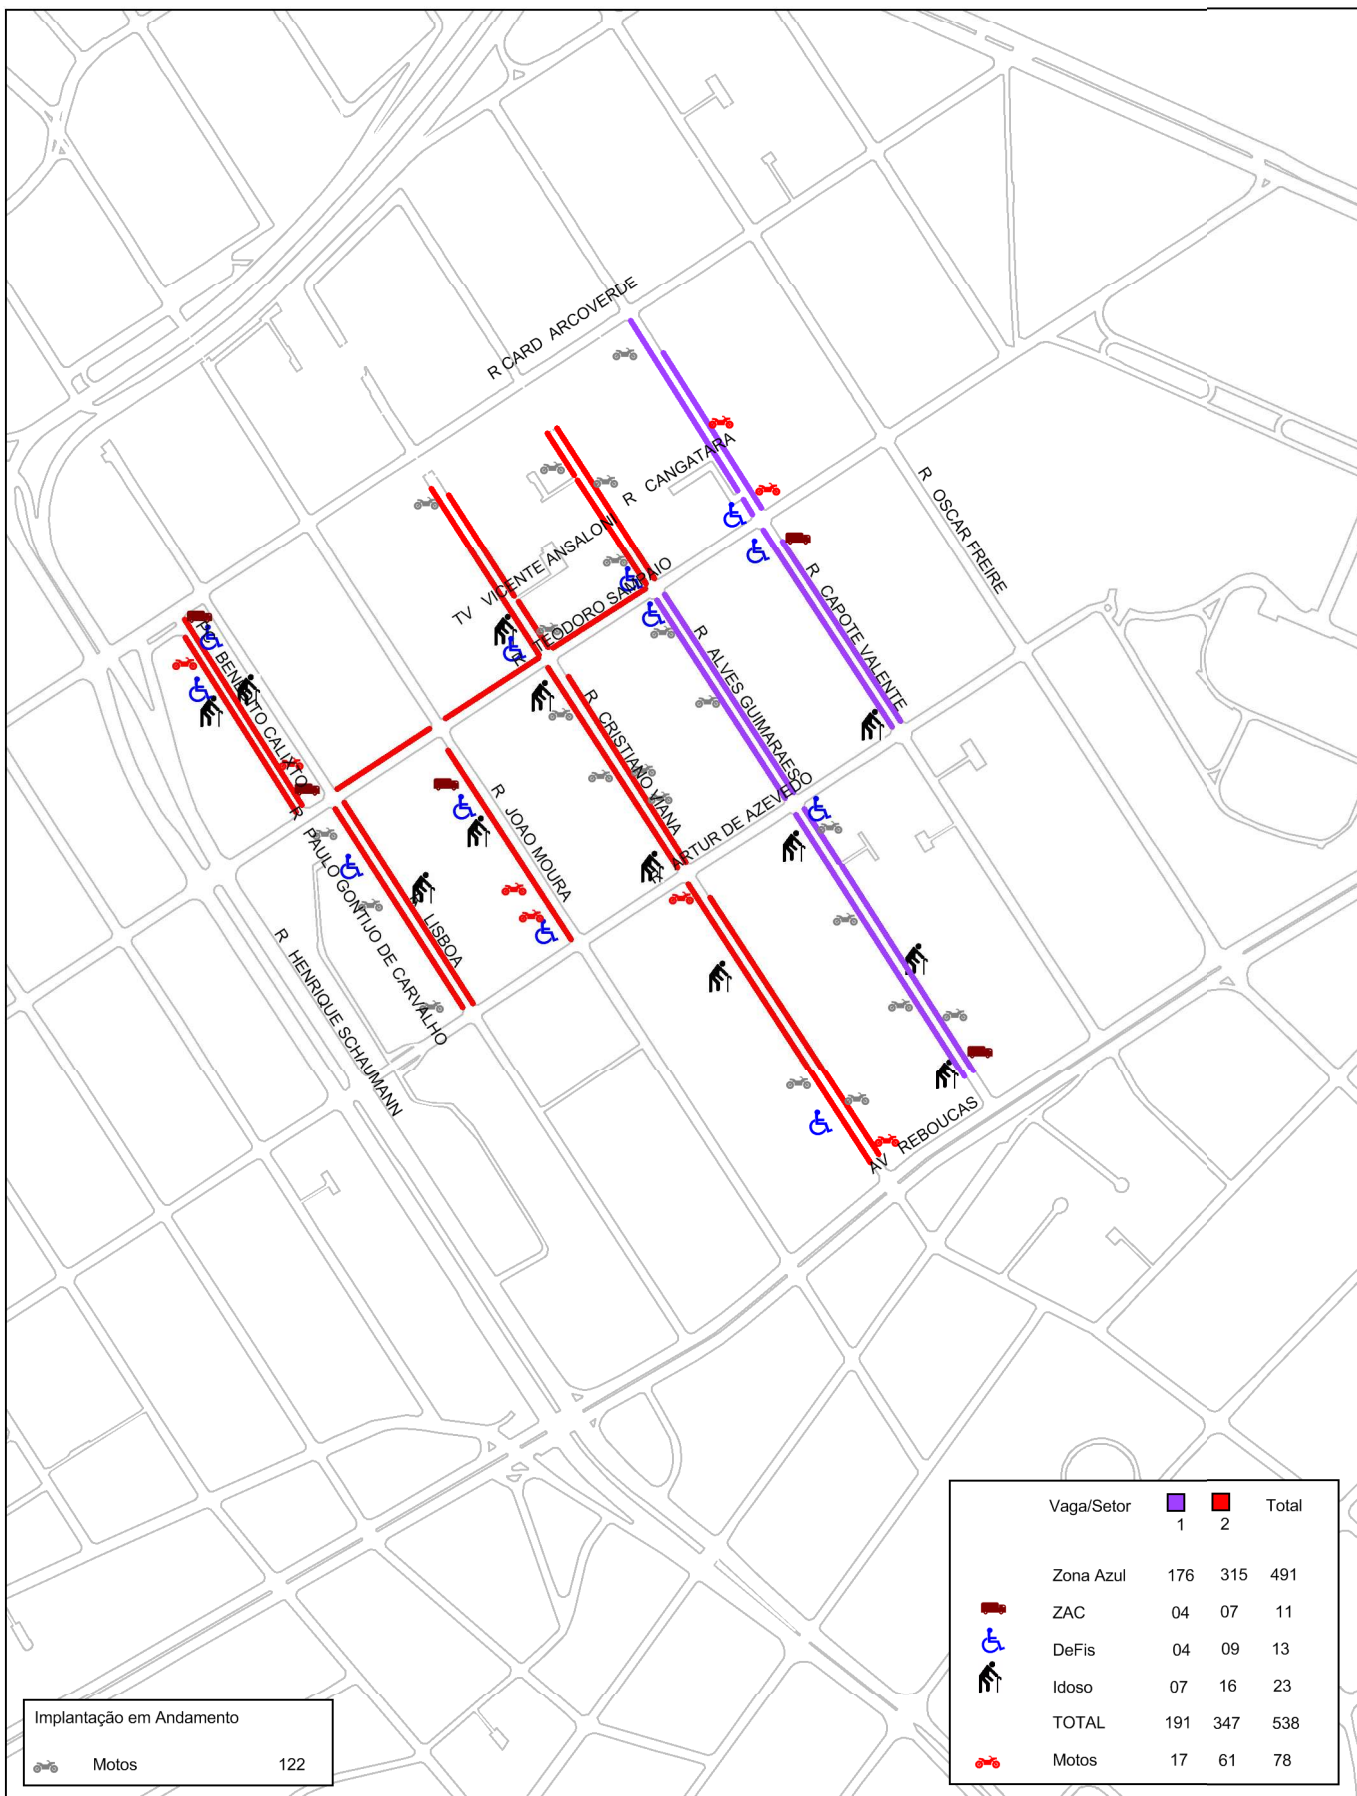 R CARD ARCOVERDE
R CANGATARA
R OSCAR FREIRE
TV VICENTE ANSALONI
R TEODORO SAMPAIO
R CAPOTE VALENTE
R ALVES GUIMARAESO
BENEDITO CALIXTO
R CRISTIANO VIANA
R JOAO MOURA
ARTUR DE AZEVEDO
R PAULO GONTIJO DE CARVALHO
LISBOA
R HENRIQUE SCHAUMANN
AV REBOUCAS
Vaga/Setor 1 2 Total
Zona Azul 176 315 491
ZAC 04 07 11
DeFis 04 09 13
Idoso 07 16 23
TOTAL 191 347 538
Motos 17 61 78
Implantação em Andamento
Motos 122